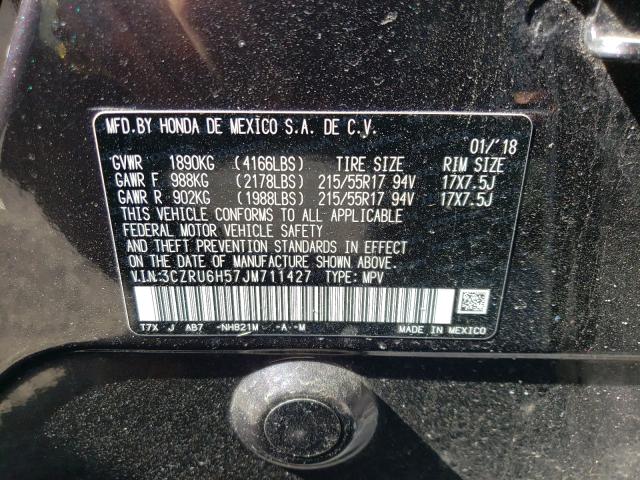 MFD.BY HONDA DE MEXICO S.A. DE C.V.
01/'18
GVWR 1890KG (4166LBS) TIRE SIZE RIM SIZE
GAWR F 988KG (2178LBS) 215/55R17 94V 17X7.5J
GAWR R 902KG (1988LBS) 215/55R17 94V 17X7.5J
THIS VEHICLE CONFORMS TO ALL APPLICABLE
FEDERAL MOTOR VEHICLE SAFETY
AND THEFT PREVENTION STANDARDS IN EFFECT
ON THE DATE OF MANUFACTURE SHOWN ABOVE.
V.I.N:3CZRU6H57JM711427 TYPE: MPV
T7X J AB7 -NH821M -A -M MADE IN MEXICO